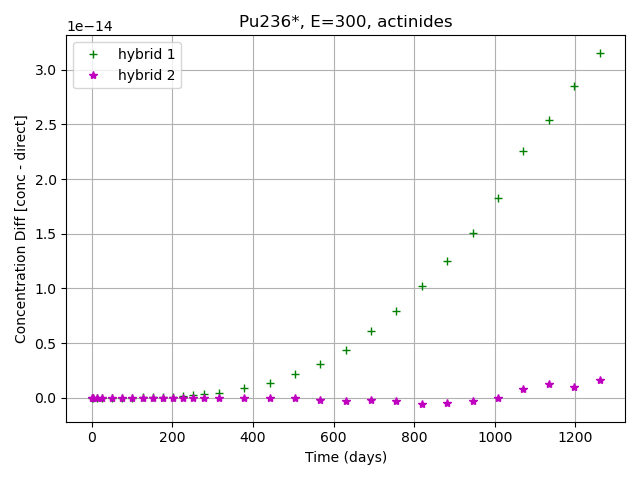 Pu236*, E=300, actinides
1e−14
hybrid 1
hybrid 2
3.0
2.5
2.0
1.5
1.0
0.5
0.0
Concentration Diff [conc - direct]
0 200 400 600 800 1000 1200
Time (days)